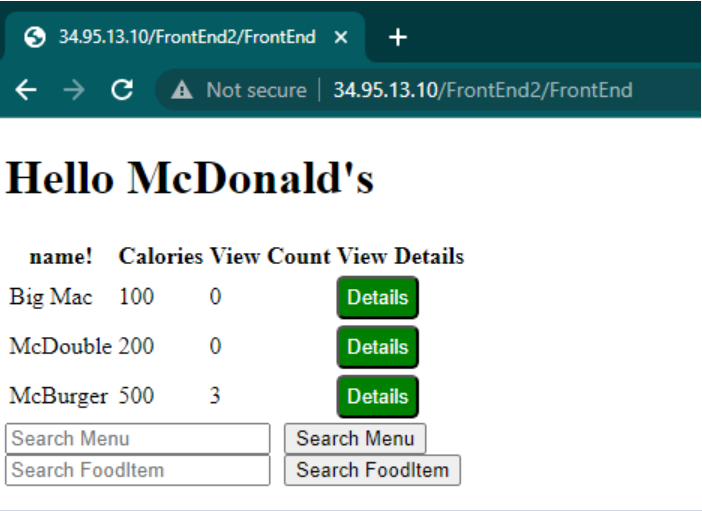 34.95.13.10/FrontEnd2/FrontEnd
Not secure | 34.95.13.10/FrontEnd2/FrontEnd
Hello McDonald's
name! Calories View Count View Details
Big Mac 100 0 Details
McDouble 200 0 Details
McBurger 500 3 Details
Search Menu Search Menu
Search FoodItem Search FoodItem